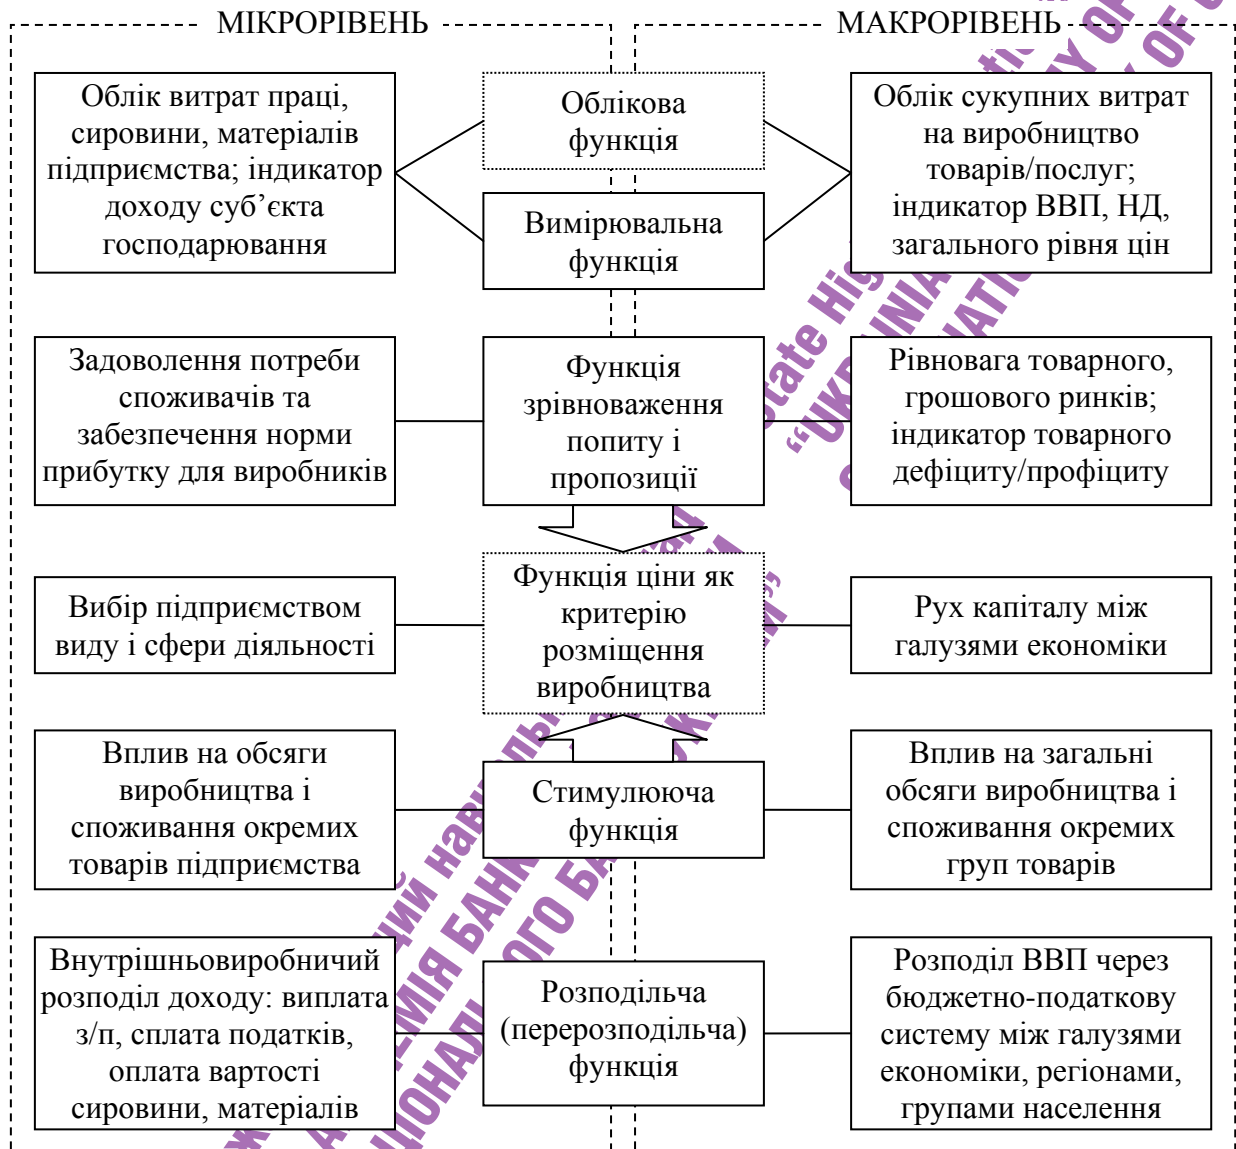 МІКРОРІВЕНЬ
МАКРОРІВЕНЬ
Облік витрат праці,
сировини, матеріалів
підприємства; індикатор
доходу суб’єкта
господарювання
Облікова
функція
Вимірювальна
функція
Облік сукупних витрат
на виробництво
товарів/послуг;
індикатор ВВП, НД,
загального рівня цін
Задоволення потреби
споживачів та
забезпечення норми
прибутку для виробників
Функція
зрівноваження
попиту і
пропозиції
Рівновага товарного,
грошового ринків;
індикатор товарного
дефіциту/профіциту
Вибір підприємством
виду і сфери діяльності
Функція ціни як
критерію
розміщення
виробництва
Рух капіталу між
галузями економіки
Вплив на обсяги
виробництва і
споживання окремих
товарів підприємства
Стимулююча
функція
Вплив на загальні
обсяги виробництва і
споживання окремих
груп товарів
Внутрішньовиробничий
розподіл доходу: виплата
з/п, сплата податків,
оплата вартості
сировини, матеріалів
Розподільча
(перерозподільча)
функція
Розподіл ВВП через
бюджетно-податкову
систему між галузями
економіки, регіонами,
групами населення